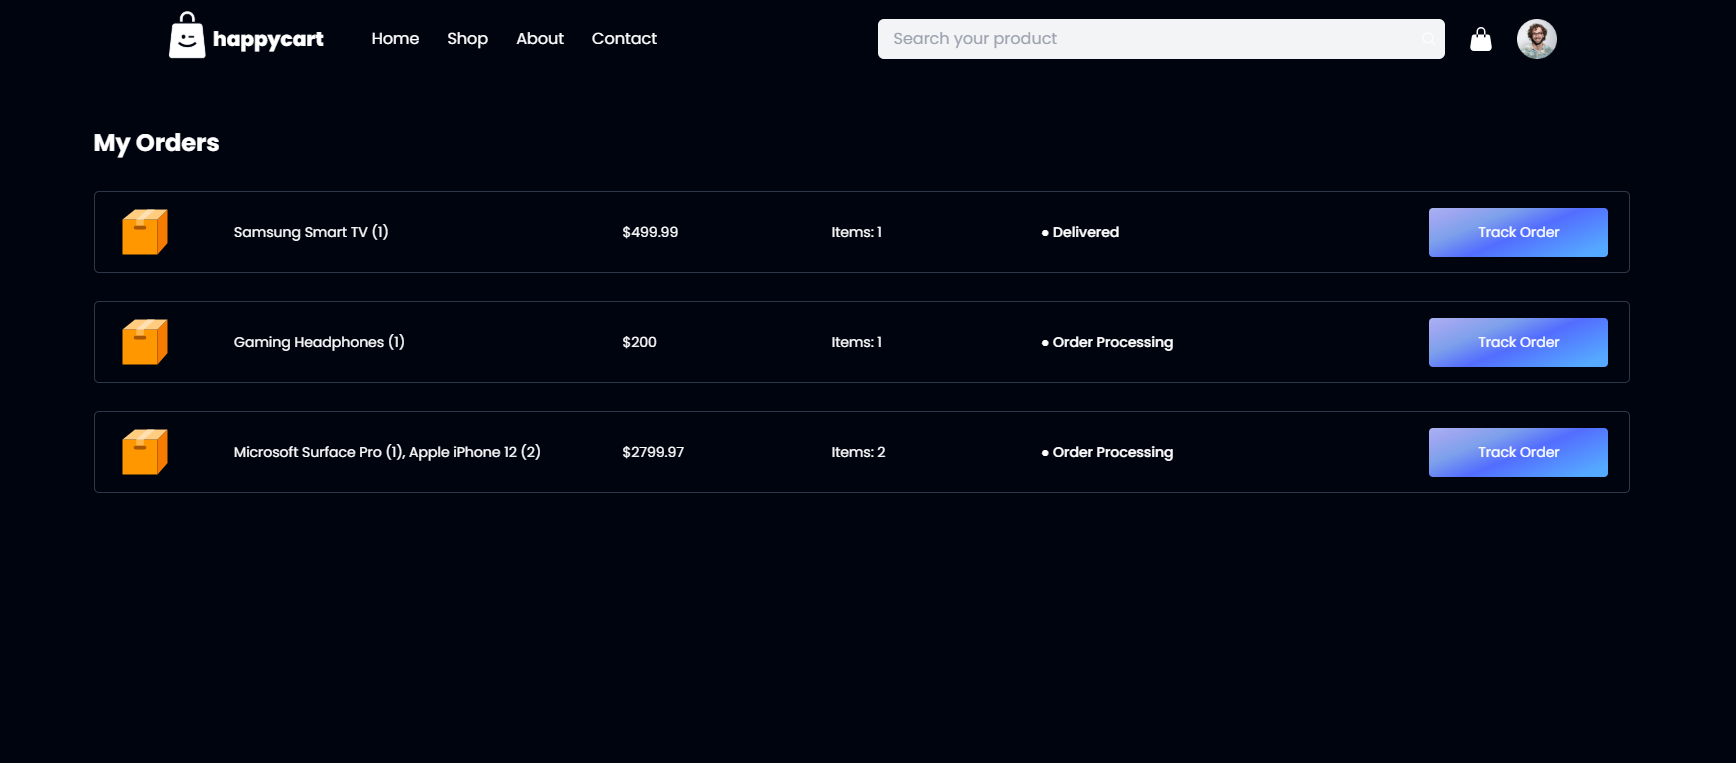 happycart Home Shop About Contact Search your product
My Orders
Samsung Smart TV (1) $499.99 Items: 1 ● Delivered Track Order
Gaming Headphones (1) $200 Items: 1 ● Order Processing Track Order
Microsoft Surface Pro (1), Apple iPhone 12 (2) $2799.97 Items: 2 ● Order Processing Track Order